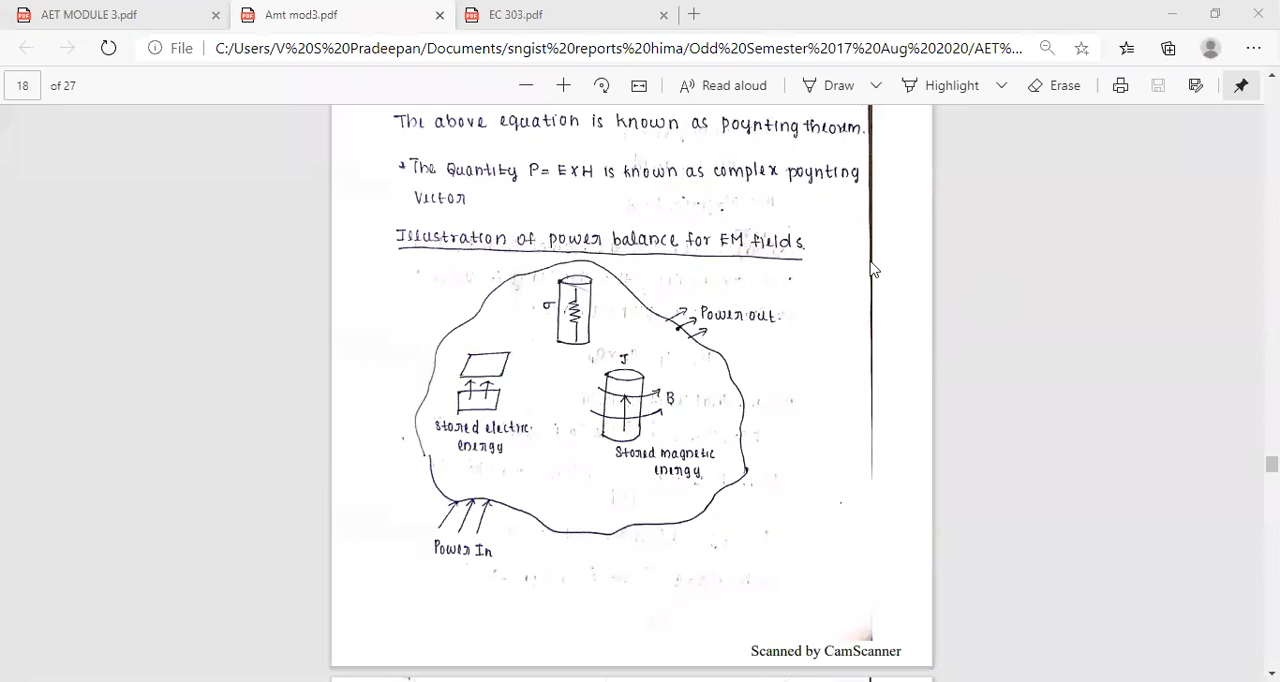 AET MODULE 3.pdf
Amt mod3.pdf
EC 303.pdf
File
C:/Users/V%20S%20Pradeepan/Documents/sngist%20reports%20hima/Odd%20Semester%202017%20Aug%202020/AET%...
18 of 27
Read aloud
Draw
Highlight
Erase
The above equation is known as poynting theorem.
* The Quantity P = E X H is known as complex poynting
Vector
Illustration of power balance for EM fields.
σ
Power out.
J
B
Stored electric
energy
Stored magnetic
energy
Power In
Scanned by CamScanner